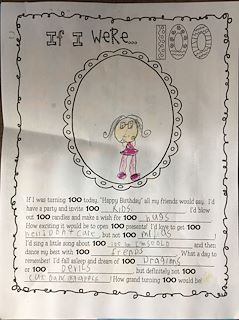 If I were... 100
If I was turning 100 today, "Happy Birthday" all my friends would say. I'd
have a party and invite 100 KiDS. I'd blow
out 100 candles and make a wish for 100 hugs
How exciting it would be to open 100 presents! I'd love to get 100
but not 100
I'd sing a little song about 100 and then
dance my best with 100 friends. What a day to
remember! I'd fall asleep and dream of 100 Dragons
or 100 DeviLs but definitely not 100
! How grand turning 100 would be!